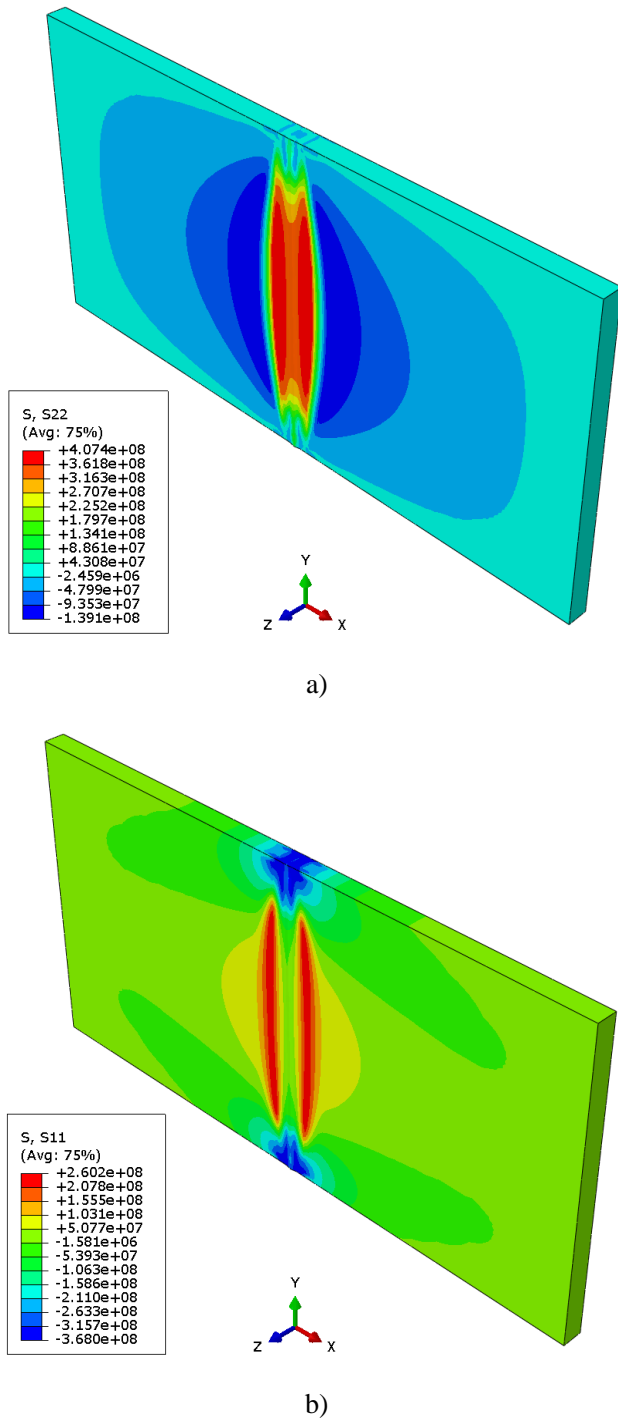 S, S22
(Avg: 75%)
+4.074e+08
+3.618e+08
+3.163e+08
+2.707e+08
+2.252e+08
+1.797e+08
+1.341e+08
+8.861e+07
+4.308e+07
-2.459e+06
-4.799e+07
-9.353e+07
-1.391e+08
Y
Z
X
a)
S, S11
(Avg: 75%)
+2.602e+08
+2.078e+08
+1.555e+08
+1.031e+08
+5.077e+07
-1.581e+06
-5.393e+07
-1.063e+08
-1.586e+08
-2.110e+08
-2.633e+08
-3.157e+08
-3.680e+08
Y
Z
X
b)